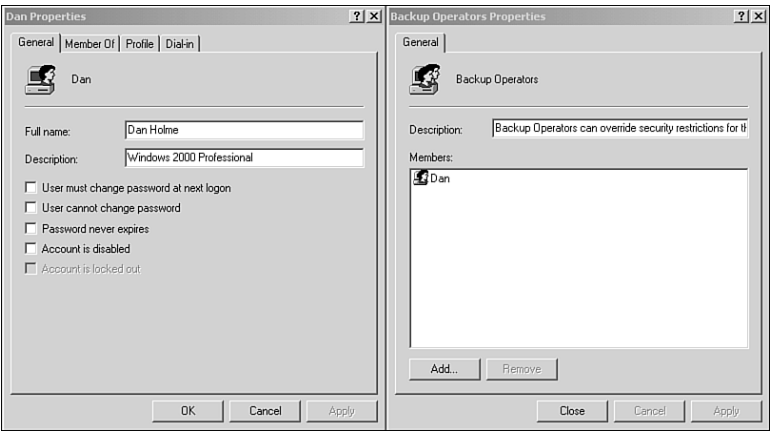 Dan Properties
General Member Of Profile Dial-in
Dan
Full name: Dan Holme
Description: Windows 2000 Professional
User must change password at next logon
User cannot change password
Password never expires
Account is disabled
Account is locked out
OK Cancel Apply
Backup Operators Properties
General
Backup Operators
Description: Backup Operators can override security restrictions for th
Members:
Dan
Add... Remove
Close Cancel Apply